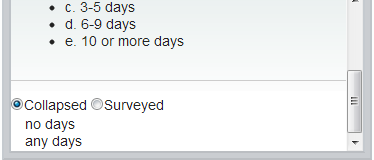 • c. 3-5 days
• d. 6-9 days
• e. 10 or more days
Collapsed Surveyed
no days
any days